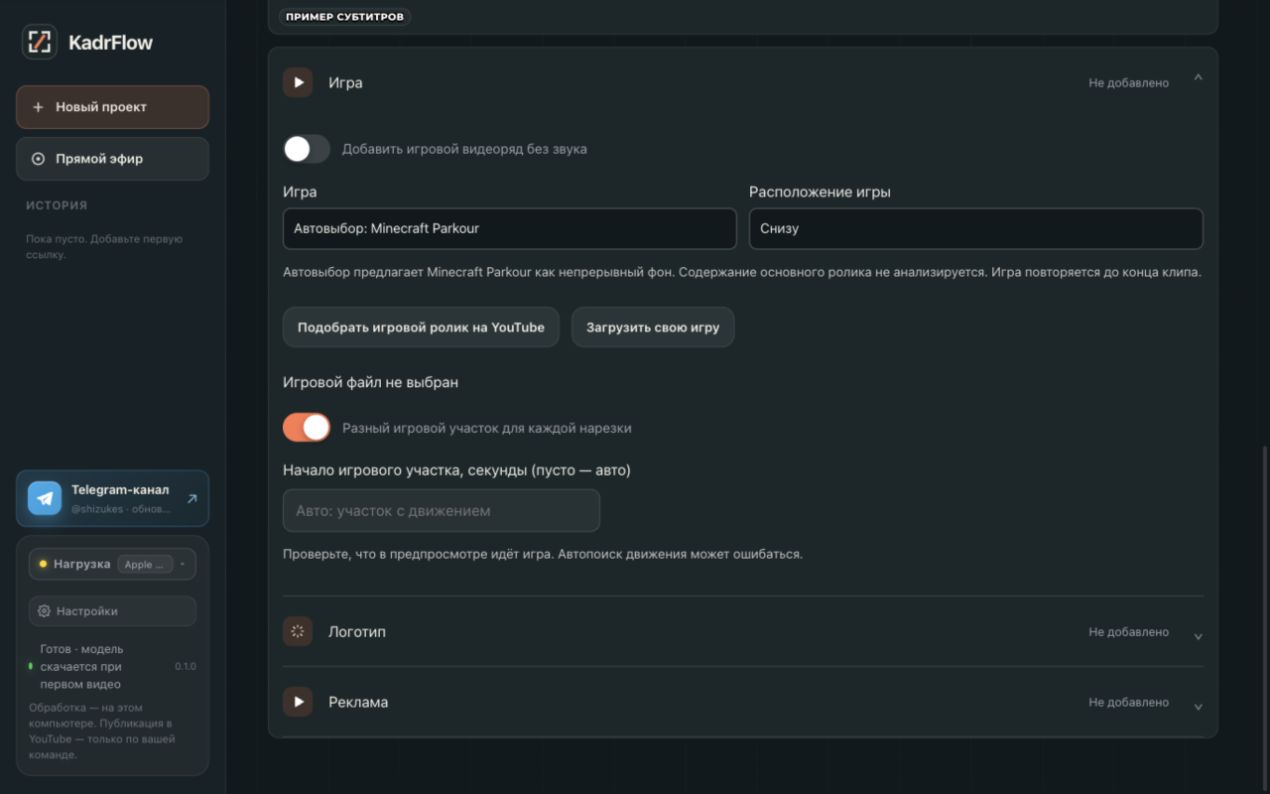 KadrFlow
Новый проект
Прямой эфир
ИСТОРИЯ
Пока пусто. Добавьте первую
ссылку.
Telegram-канал
@shizukes · обнов...
Нагрузка Apple ...
Настройки
Готов · модель
скачается при
первом видео
0.1.0
Обработка — на этом
компьютере. Публикация в
YouTube — только по вашей
команде.
ПРИМЕР СУБТИТРОВ
Игра Не добавлено
Добавить игровой видеоряд без звука
Игра Расположение игры
Автовыбор: Minecraft Parkour Снизу
Автовыбор предлагает Minecraft Parkour как непрерывный фон. Содержание основного ролика не анализируется. Игра повторяется до конца клипа.
Подобрать игровой ролик на YouTube Загрузить свою игру
Игровой файл не выбран
Разный игровой участок для каждой нарезки
Начало игрового участка, секунды (пусто — авто)
Авто: участок с движением
Проверьте, что в предпросмотре идёт игра. Автопоиск движения может ошибаться.
Логотип Не добавлено
Реклама Не добавлено